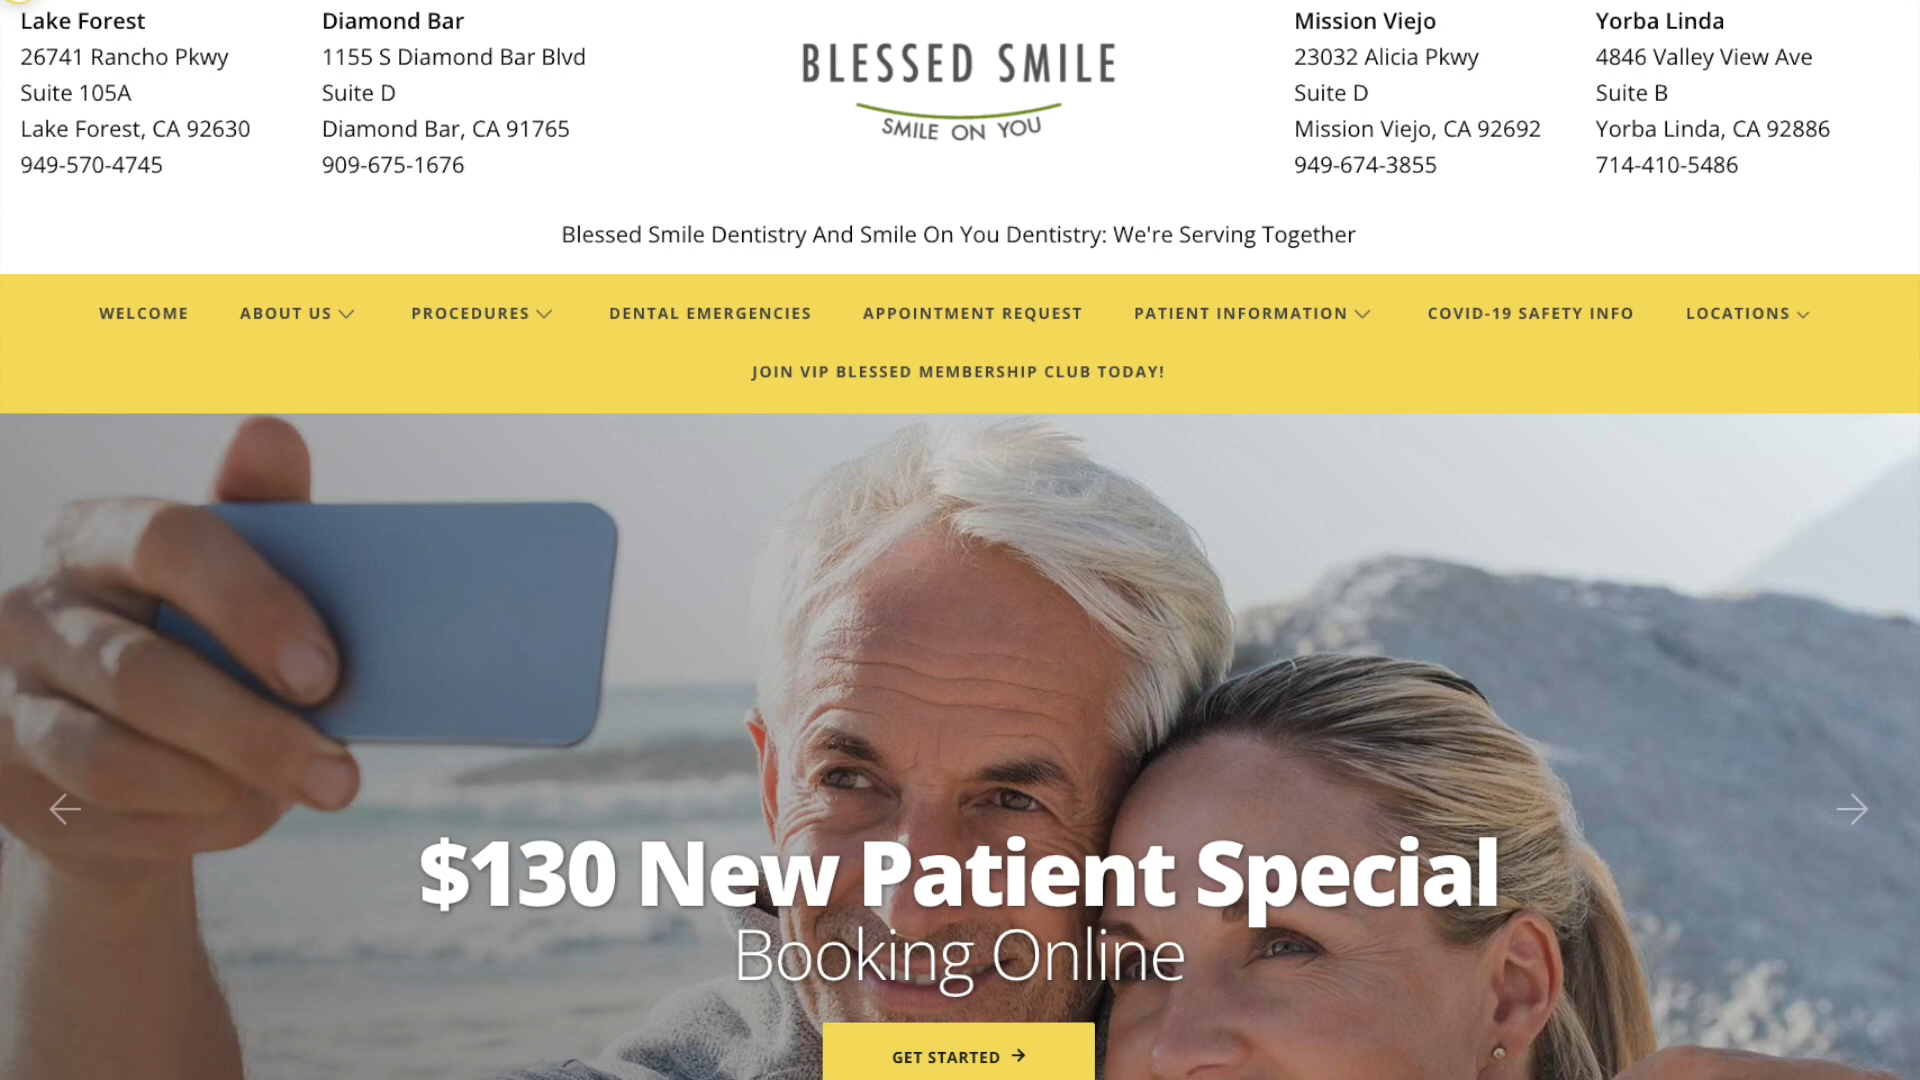 Lake Forest
26741 Rancho Pkwy
Suite 105A
Lake Forest, CA 92630
949-570-4745
Diamond Bar
1155 S Diamond Bar Blvd
Suite D
Diamond Bar, CA 91765
909-675-1676
BLESSED SMILE
SMILE ON YOU
Mission Viejo
23032 Alicia Pkwy
Suite D
Mission Viejo, CA 92692
949-674-3855
Yorba Linda
4846 Valley View Ave
Suite B
Yorba Linda, CA 92886
714-410-5486
Blessed Smile Dentistry And Smile On You Dentistry: We're Serving Together
WELCOME ABOUT US PROCEDURES DENTAL EMERGENCIES APPOINTMENT REQUEST PATIENT INFORMATION COVID-19 SAFETY INFO LOCATIONS
JOIN VIP BLESSED MEMBERSHIP CLUB TODAY!
$130 New Patient Special
Booking Online
GET STARTED